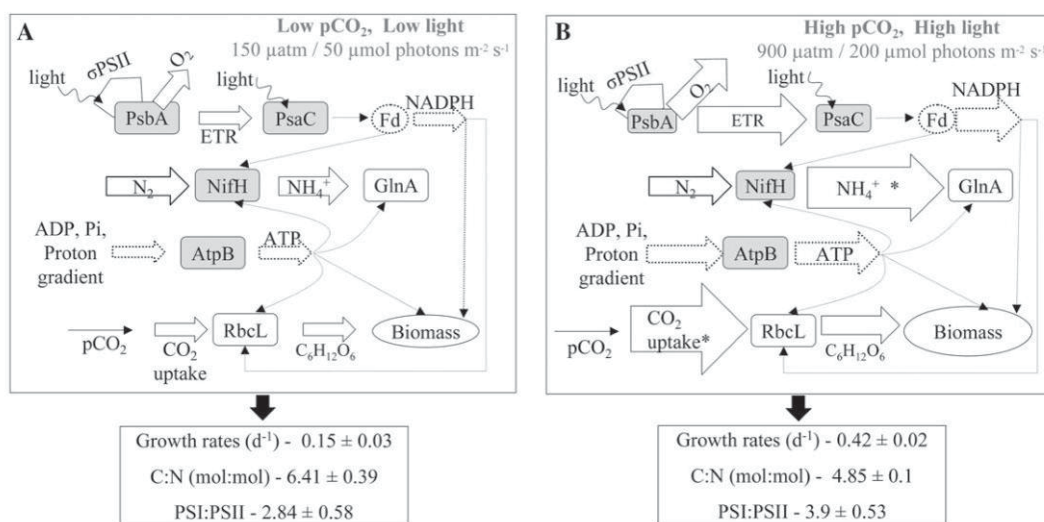 A
Low pCO₂, Low light
150 µatm / 50 µmol photons m⁻² s⁻¹
light
σPSII
O₂
PsbA
ETR
light
PsaC
Fd
NADPH
N₂
NifH
NH₄⁺
GlnA
ADP, Pi,
Proton
gradient
AtpB
ATP
pCO₂
CO₂
uptake
RbcL
C₆H₁₂O₆
Biomass
Growth rates (d⁻¹) - 0.15 ± 0.03
C:N (mol:mol) - 6.41 ± 0.39
PSI:PSII - 2.84 ± 0.58
B
High pCO₂, High light
900 µatm / 200 µmol photons m⁻² s⁻¹
light
σPSII
O₂
PsbA
ETR
light
PsaC
Fd
NADPH
N₂
NifH
NH₄⁺ *
GlnA
ADP, Pi,
Proton
gradient
AtpB
ATP
pCO₂
CO₂
uptake*
RbcL
C₆H₁₂O₆
Biomass
Growth rates (d⁻¹) - 0.42 ± 0.02
C:N (mol:mol) - 4.85 ± 0.1
PSI:PSII - 3.9 ± 0.53